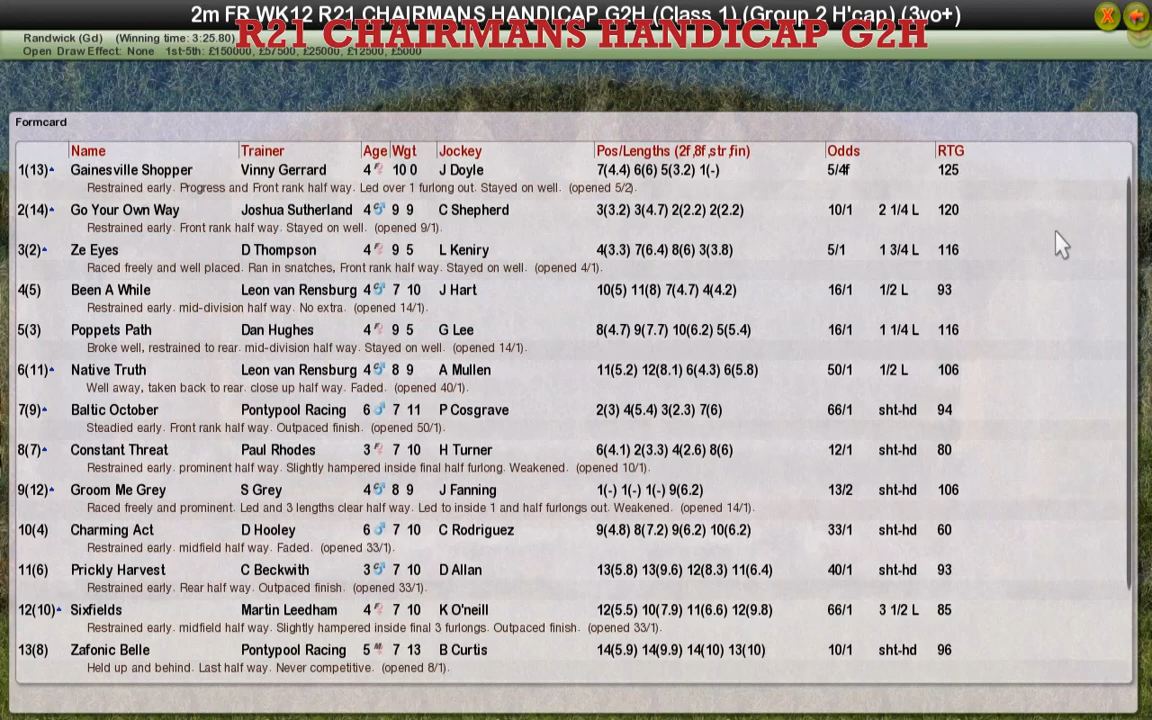 2m FR WK12 R21 CHAIRMANS HANDICAP G2H (Class 1) (Group 2 H'cap) (3yo+)
R21 CHAIRMANS HANDICAP G2H
Randwick (Gd) (Winning time: 3:25.80)
Open Draw Effect: None 1st-5th: £150000, £57500, £25000, £12500, £5000
Formcard
Name Trainer Age Wgt Jockey Pos/Lengths (2f,8f,str,fin) Odds RTG
1(13) Gainesville Shopper Vinny Gerrard 4 10 0 J Doyle 7(4.4) 6(6) 5(3.2) 1(-) 5/4f 125
Restrained early. Progress and Front rank half way. Led over 1 furlong out. Stayed on well. (opened 5/2).
2(14) Go Your Own Way Joshua Sutherland 4 9 9 C Shepherd 3(3.2) 3(4.7) 2(2.2) 2(2.2) 10/1 2 1/4 L 120
Restrained early. Front rank half way. Stayed on well. (opened 9/1).
3(2) Ze Eyes D Thompson 4 9 5 L Keniry 4(3.3) 7(6.4) 8(6) 3(3.8) 5/1 1 3/4 L 116
Raced freely and well placed. Ran in snatches, Front rank half way. Stayed on well. (opened 4/1).
4(5) Been A While Leon van Rensburg 4 7 10 J Hart 10(5) 11(8) 7(4.7) 4(4.2) 16/1 1/2 L 93
Restrained early. mid-division half way. No extra. (opened 14/1).
5(3) Poppets Path Dan Hughes 4 9 5 G Lee 8(4.7) 9(7.7) 10(6.2) 5(5.4) 16/1 1 1/4 L 116
Broke well, restrained to rear. mid-division half way. Stayed on well. (opened 14/1).
6(11) Native Truth Leon van Rensburg 4 8 9 A Mullen 11(5.2) 12(8.1) 6(4.3) 6(5.8) 50/1 1/2 L 106
Well away, taken back to rear. close up half way. Faded. (opened 40/1).
7(9) Baltic October Pontypool Racing 6 7 11 P Cosgrave 2(3) 4(5.4) 3(2.3) 7(6) 66/1 sht-hd 94
Steadied early. Front rank half way. Outpaced finish. (opened 50/1).
8(7) Constant Threat Paul Rhodes 3 7 10 H Turner 6(4.1) 2(3.3) 4(2.6) 8(6) 12/1 sht-hd 80
Restrained early. prominent half way. Slightly hampered inside final half furlong. Weakened. (opened 10/1).
9(12) Groom Me Grey S Grey 4 8 9 J Fanning 1(-) 1(-) 1(-) 9(6.2) 13/2 sht-hd 106
Raced freely and prominent. Led and 3 lengths clear half way. Led to inside 1 and half furlongs out. Weakened. (opened 14/1).
10(4) Charming Act D Hooley 6 7 10 C Rodriguez 9(4.8) 8(7.2) 9(6.2) 10(6.2) 33/1 sht-hd 60
Restrained early. midfield half way. Faded. (opened 33/1).
11(6) Prickly Harvest C Beckwith 3 7 10 D Allan 13(5.8) 13(9.6) 12(8.3) 11(6.4) 40/1 sht-hd 93
Restrained early. Rear half way. Outpaced finish. (opened 33/1).
12(10) Sixfields Martin Leedham 4 7 10 K O'neill 12(5.5) 10(7.9) 11(6.6) 12(9.8) 66/1 3 1/2 L 85
Restrained early. midfield half way. Slightly hampered inside final 3 furlongs. Outpaced finish. (opened 33/1).
13(8) Zafonic Belle Pontypool Racing 5 7 13 B Curtis 14(5.9) 14(9.9) 14(10) 13(10) 10/1 sht-hd 96
Held up and behind. Last half way. Never competitive. (opened 8/1).